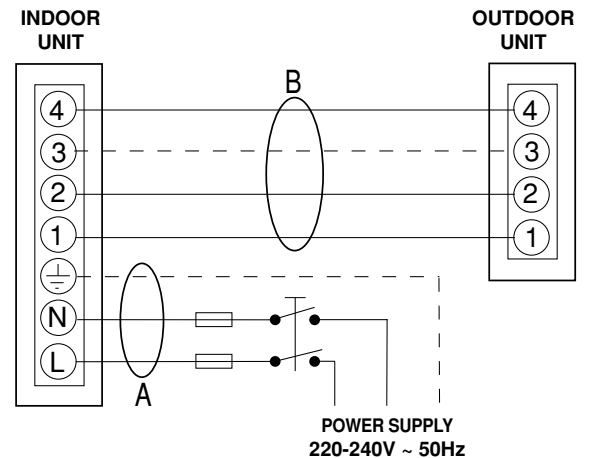 INDOOR
UNIT
OUTDOOR
UNIT
B
4
4
3
3
2
2
1
1
N
L
A
POWER SUPPLY
220-240V ~ 50Hz